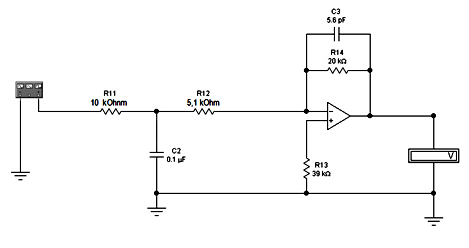 C3
5.6 pF
R14
20 kΩ
R11
10 kOhnm
R12
5,1 kOhm
C2
0.1 µF
R13
39 kΩ
V